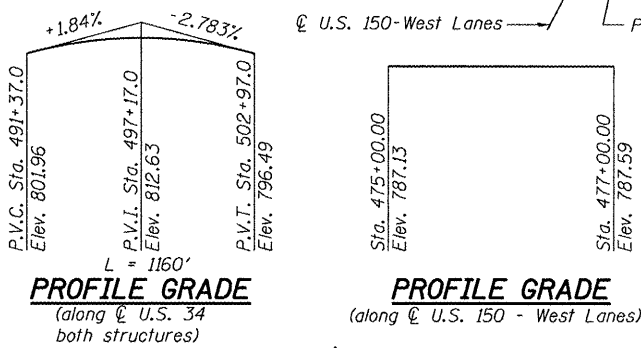 +1.84%
-2.783%
P.V.C. Sta. 491+37.0
Elev. 801.96
P.V.I. Sta. 497+17.0
Elev. 812.63
P.V.T. Sta. 502+97.0
Elev. 796.49
L = 1160'
PROFILE GRADE
(along ℄ U.S. 34
both structures)
℄ U.S. 150-West Lanes
P
Sta. 475+00.00
Elev. 787.13
Sta. 477+00.00
Elev. 787.59
PROFILE GRADE
(along ℄ U.S. 150 - West Lanes)